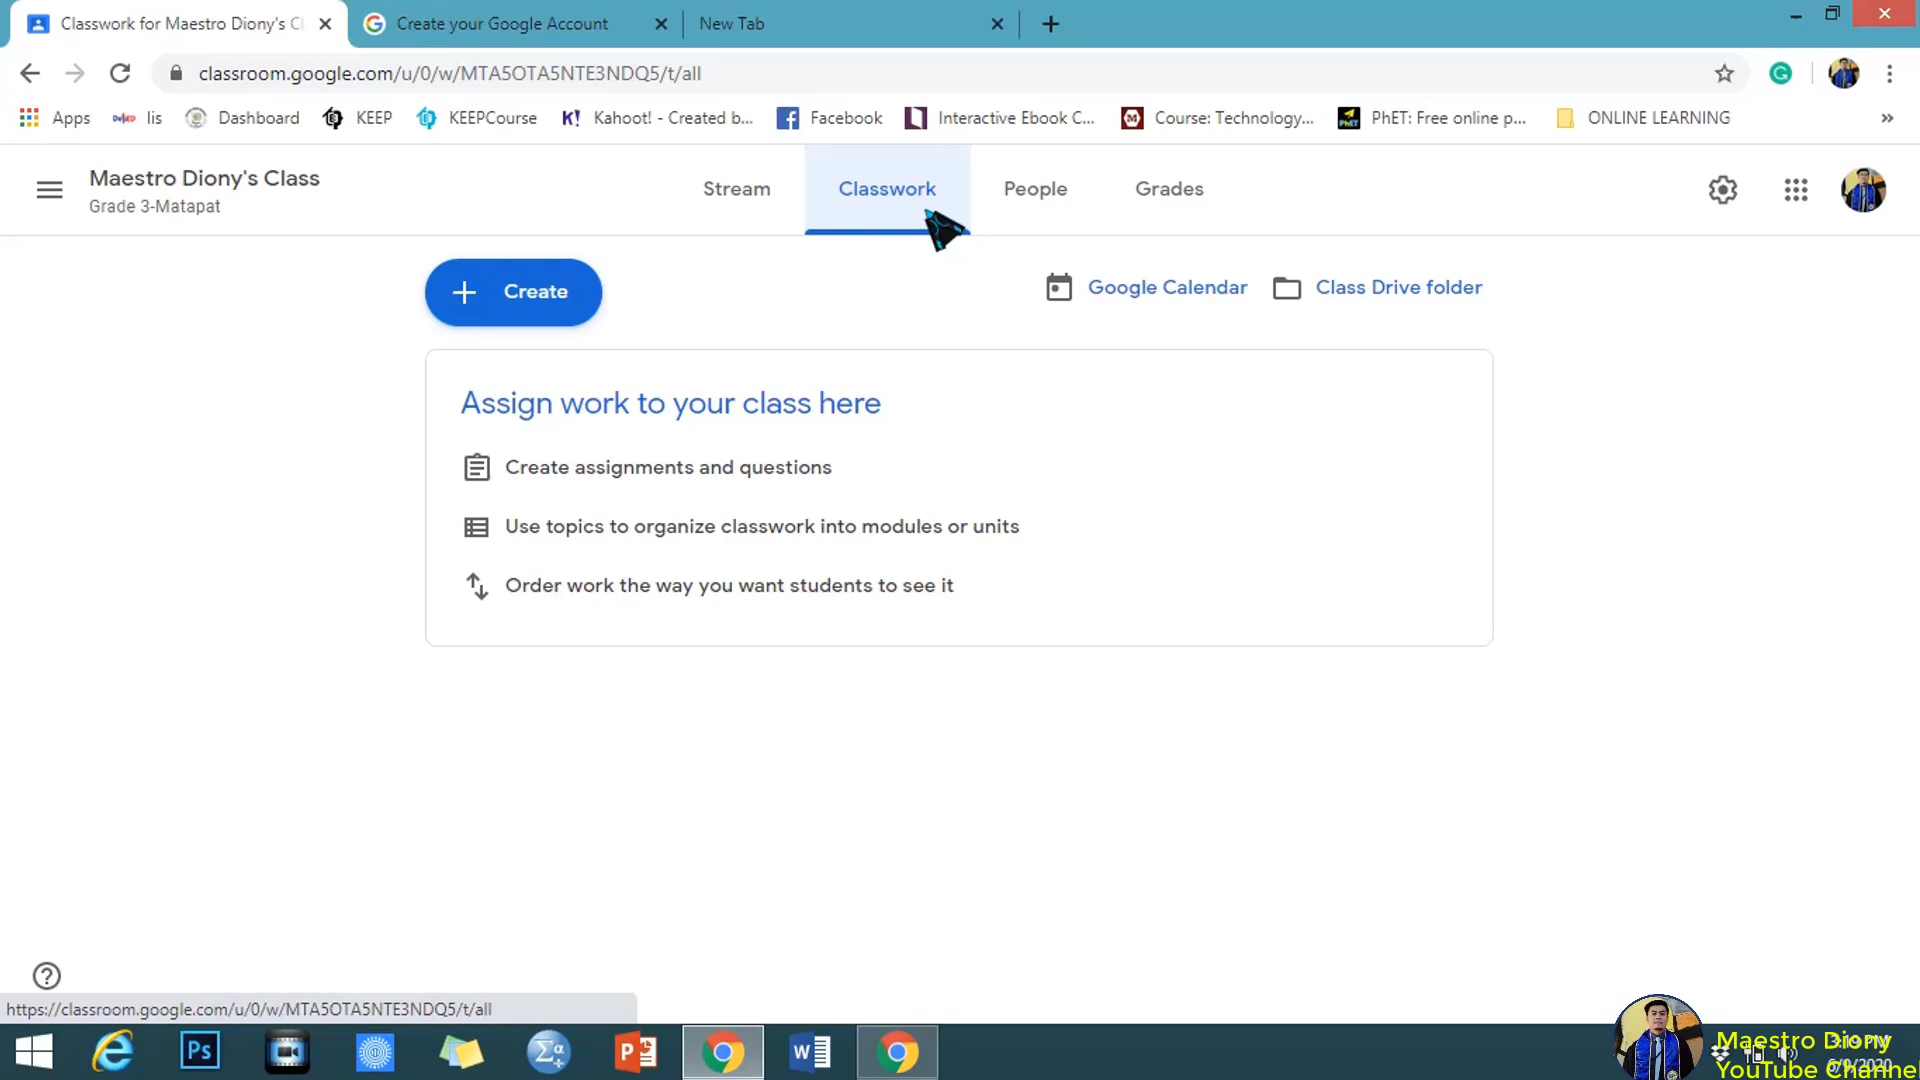 Classwork for Maestro Diony's Cl
Create your Google Account
New Tab
classroom.google.com/u/0/w/MTA5OTA5NTE3NDQ5/t/all
Apps
DepED
lis
Dashboard
KEEP
KEEPCourse
K!
Kahoot! - Created b...
Facebook
Interactive Ebook C...
Course: Technology...
PhET
PhET: Free online p...
ONLINE LEARNING
»
Maestro Diony's Class
Grade 3-Matapat
Stream
Classwork
People
Grades
Create
Google Calendar
Class Drive folder
Assign work to your class here
Create assignments and questions
Use topics to organize classwork into modules or units
Order work the way you want students to see it
https://classroom.google.com/u/0/w/MTA5OTA5NTE3NDQ5/t/all
Ps
Maestro Diony
YouTube Channe